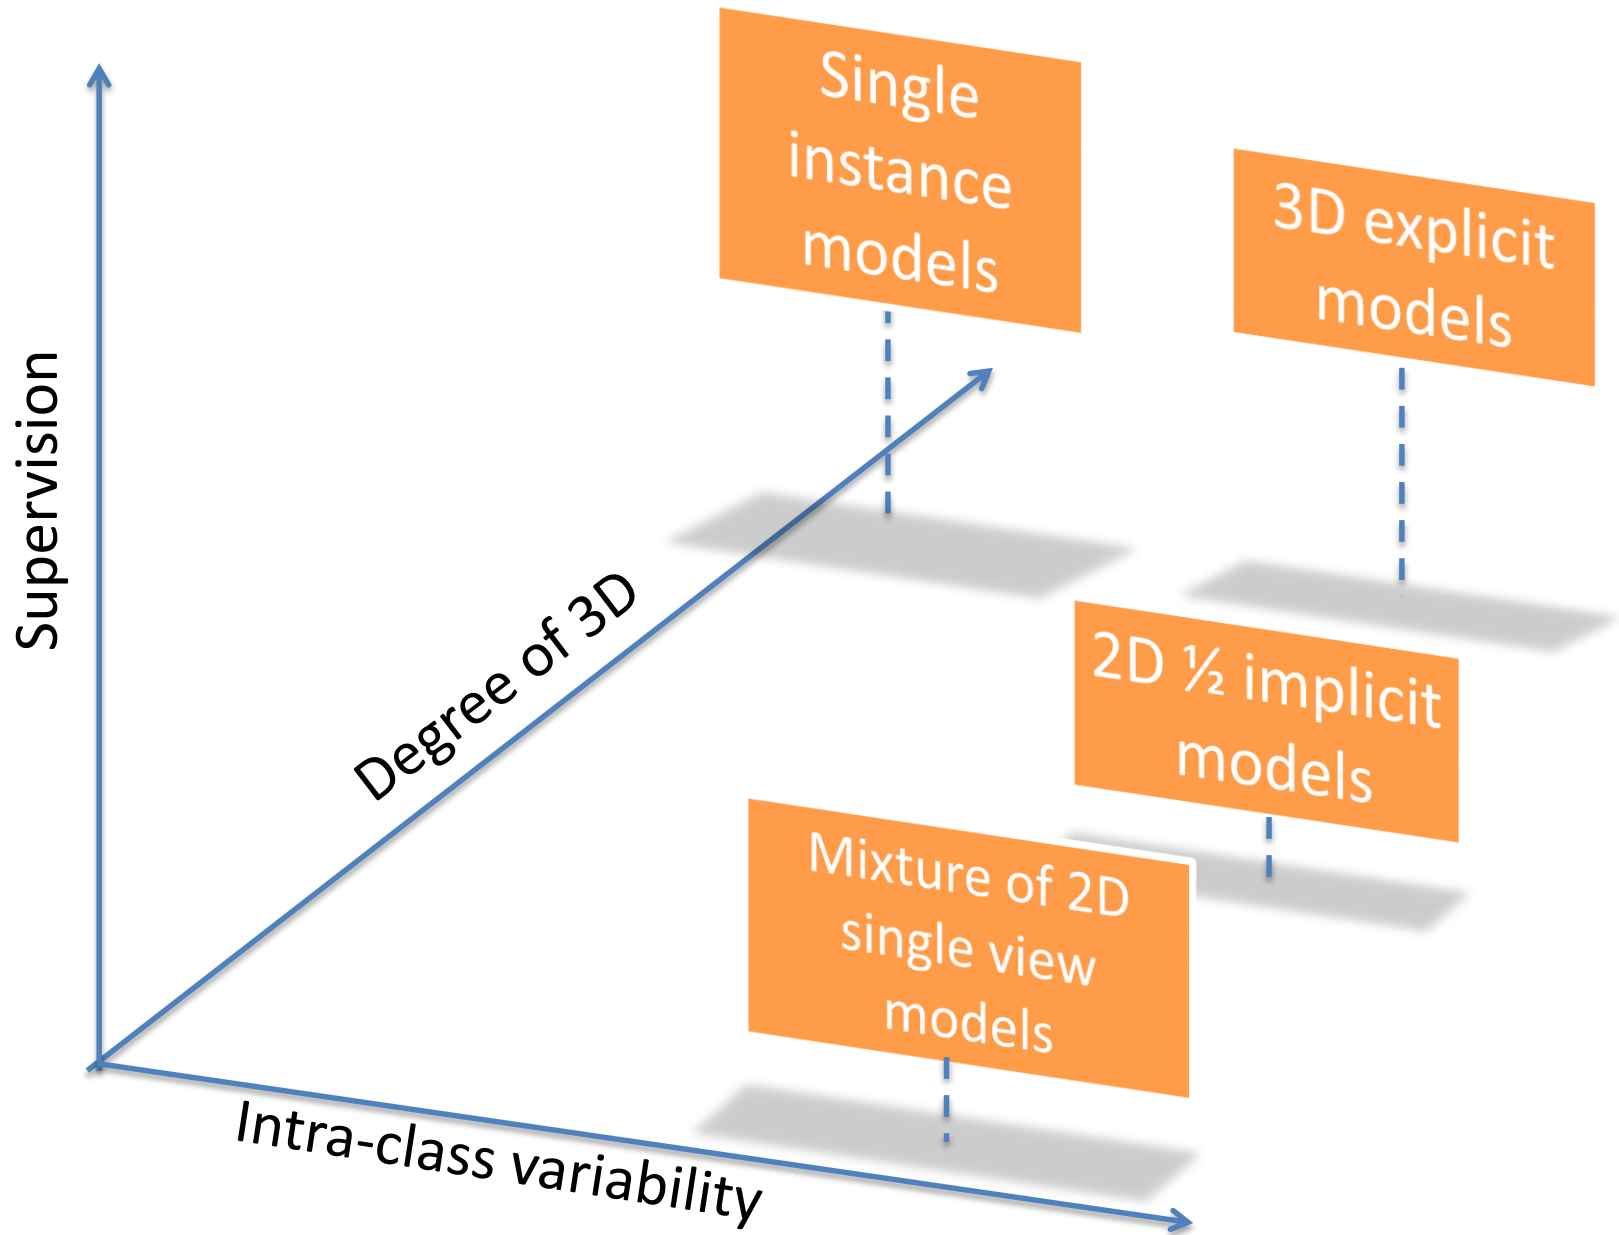 Single
instance
models
3D explicit
models
Supervision
Degree of 3D
2D ½ implicit
models
Mixture of 2D
single view
models
Intra-class variability